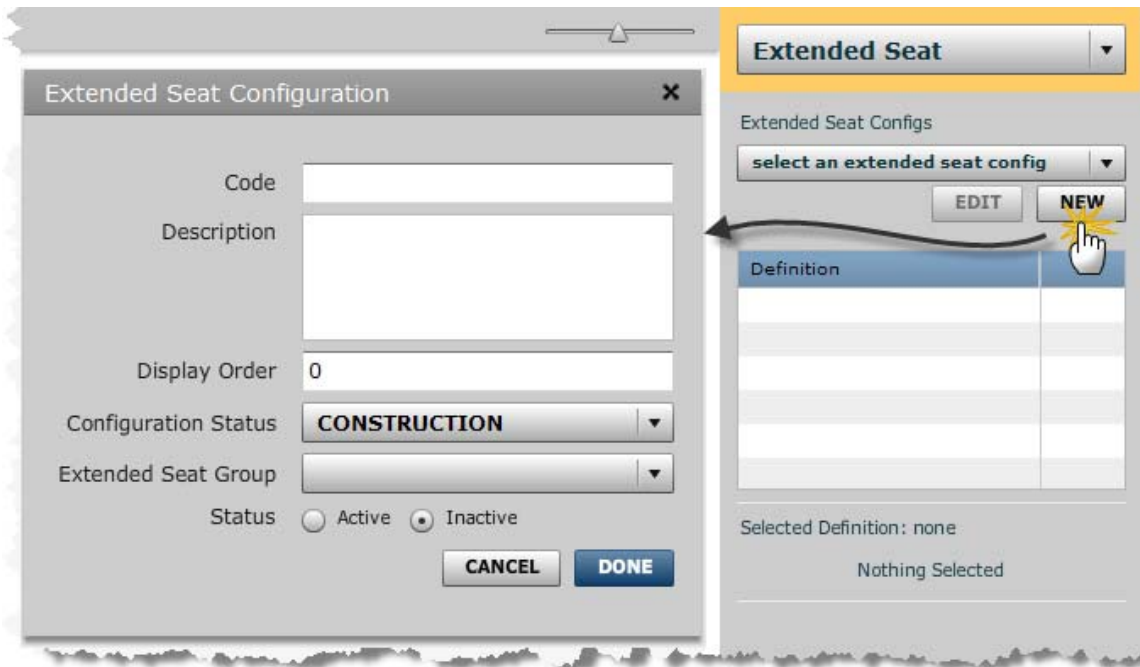 Extended Seat Configuration
Code
Description
Display Order 0
Configuration Status CONSTRUCTION
Extended Seat Group
Status Active Inactive
CANCEL DONE
Extended Seat
Extended Seat Configs
select an extended seat config
EDIT NEW
Definition
Selected Definition: none
Nothing Selected